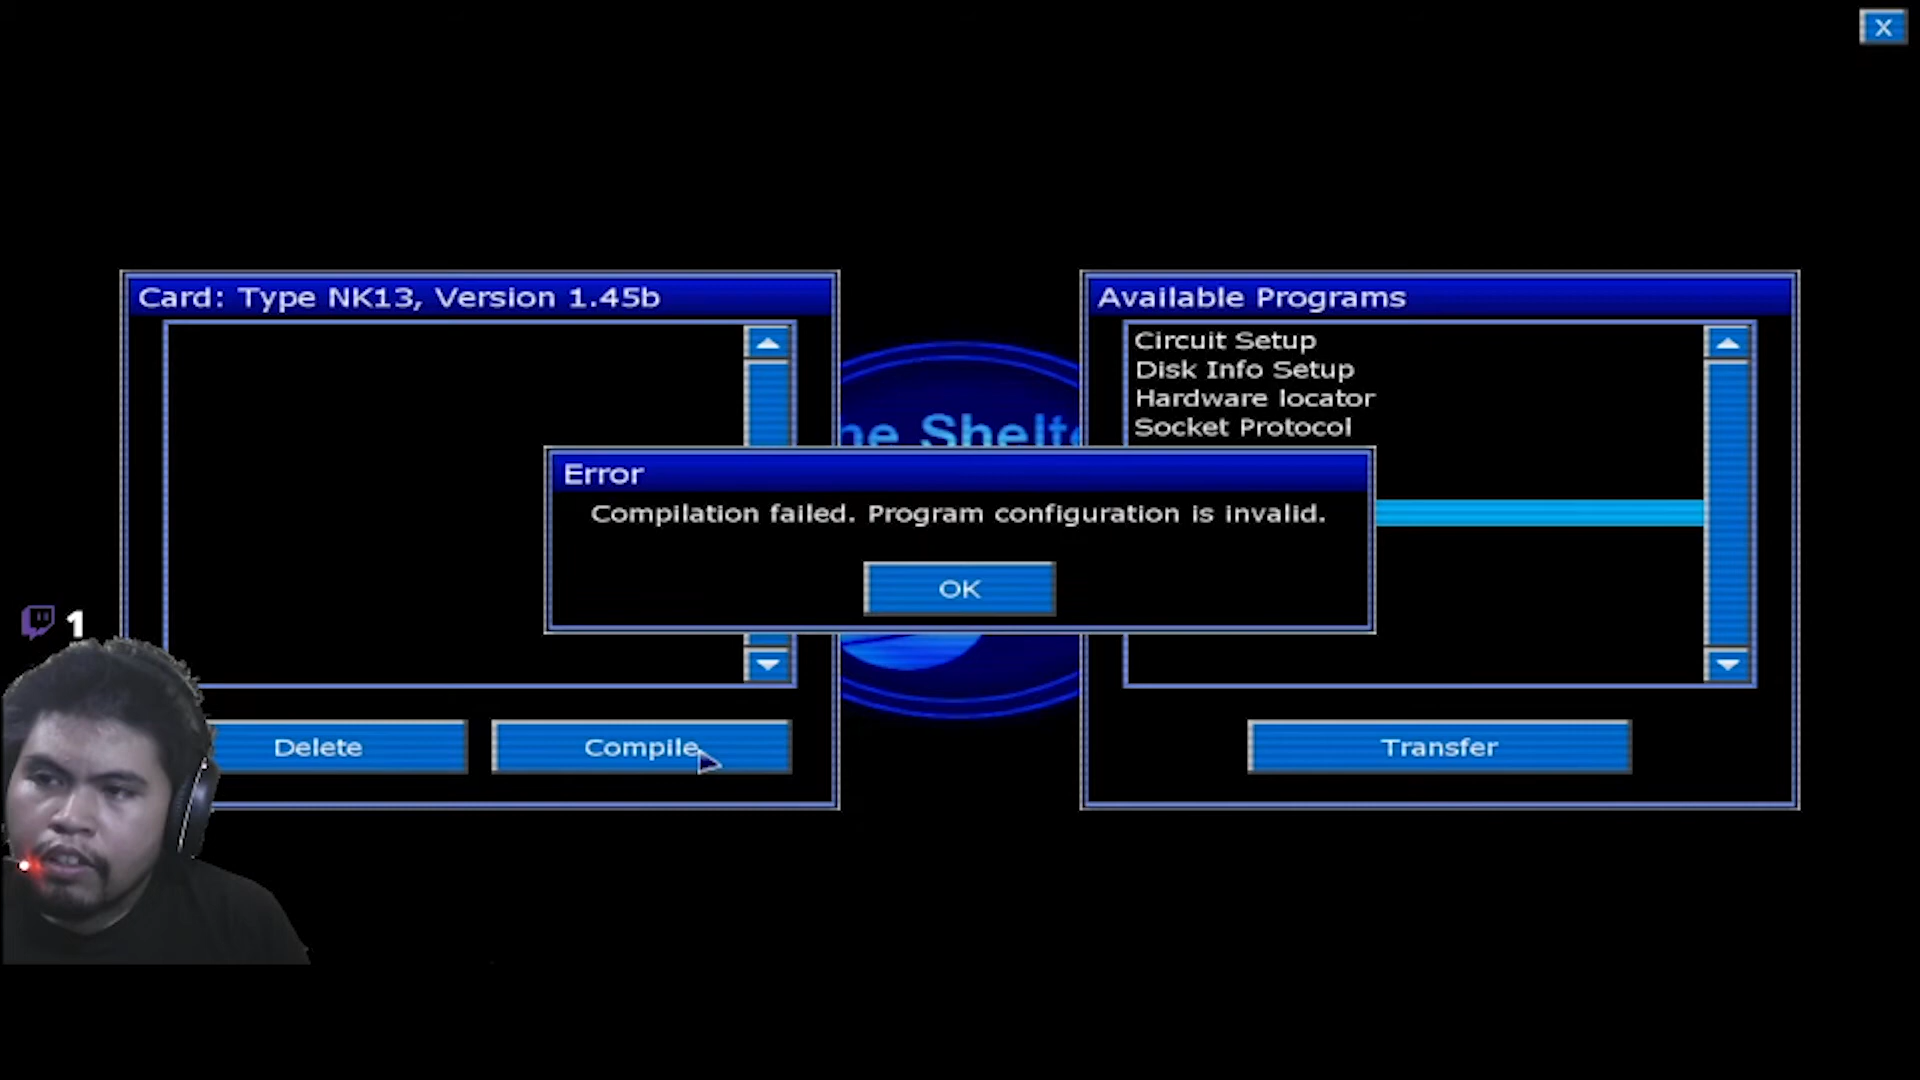 X
Card: Type NK13, Version 1.45b
Available Programs
Circuit Setup
Disk Info Setup
Hardware locator
Socket Protocol
Error
Compilation failed. Program configuration is invalid.
OK
1
Delete
Compile
Transfer